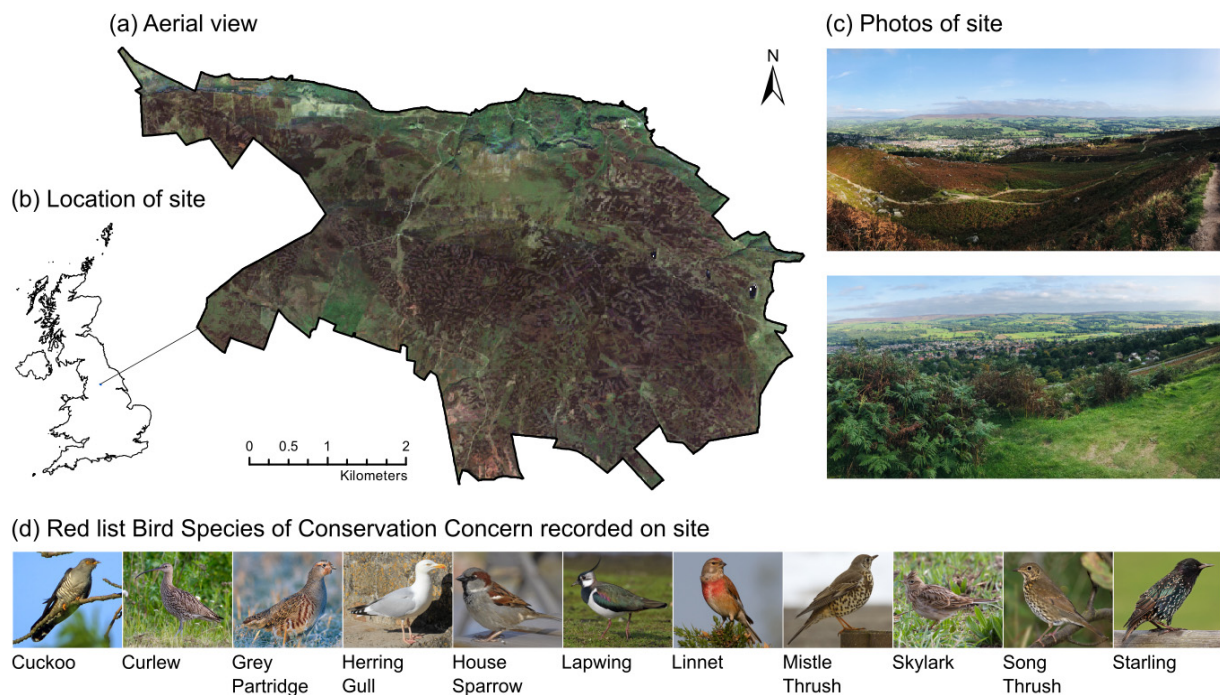 (a) Aerial view
N
(c) Photos of site
(b) Location of site
0 0.5 1 2
Kilometers
(d) Red list Bird Species of Conservation Concern recorded on site
Cuckoo
Curlew
Grey
Partridge
Herring
Gull
House
Sparrow
Lapwing
Linnet
Mistle
Thrush
Skylark
Song
Thrush
Starling